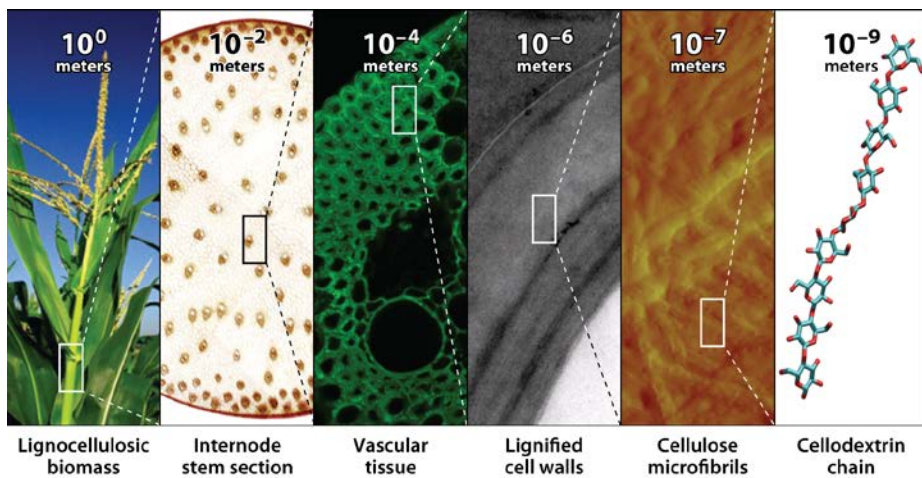 10⁰
meters
10⁻²
meters
10⁻⁴
meters
10⁻⁶
meters
10⁻⁷
meters
10⁻⁹
meters
Lignocellulosic
biomass
Internode
stem section
Vascular
tissue
Lignified
cell walls
Cellulose
microfibrils
Cellodextrin
chain